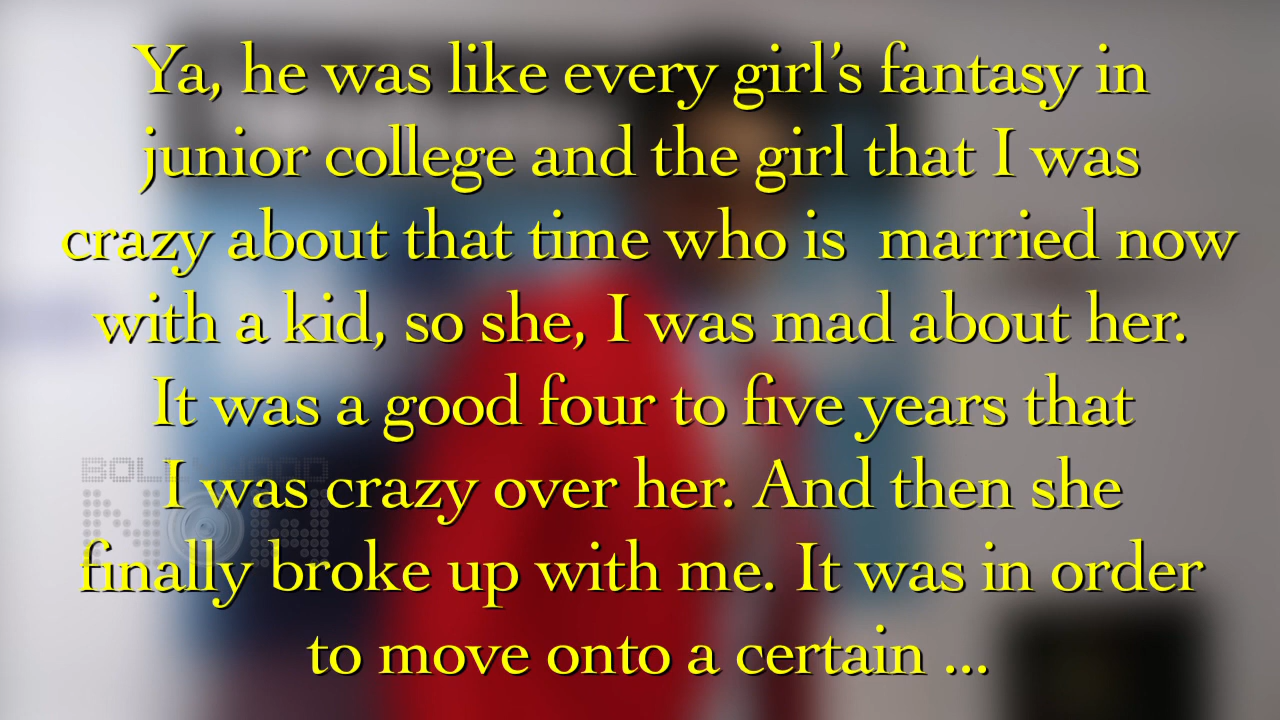 Ya, he was like every girl’s fantasy in
junior college and the girl that I was
crazy about that time who is  married now
with a kid, so she, I was mad about her.
It was a good four to five years that
I was crazy over her. And then she
finally broke up with me. It was in order
to move onto a certain ...
BOLLYWOOD
NOW